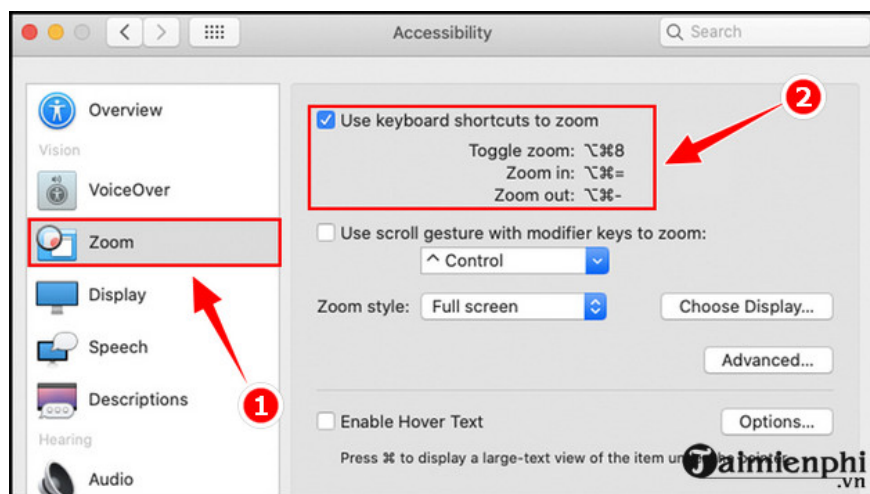 Accessibility
Search
Overview
Vision
VoiceOver
Zoom
Display
Speech
Descriptions
Hearing
Audio
Use keyboard shortcuts to zoom
Toggle zoom: ⌥⌘8
Zoom in: ⌥⌘=
Zoom out: ⌥⌘-
Use scroll gesture with modifier keys to zoom:
^ Control
Zoom style: Full screen
Choose Display...
Advanced...
Enable Hover Text
Options...
Press ⌘ to display a large-text view of the item under the pointer.
1
2
Taimienphi
.vn